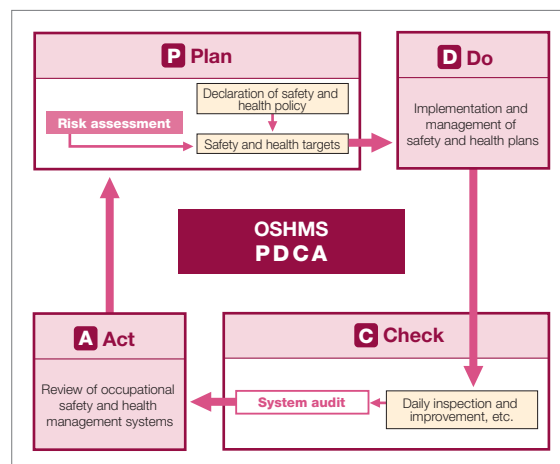 P Plan
Declaration of safety and
health policy
Risk assessment
Safety and health targets
D Do
Implementation and
management of
safety and health plans
OSHMS
PDCA
A Act
Review of occupational
safety and health
management systems
C Check
System audit
Daily inspection and
improvement, etc.